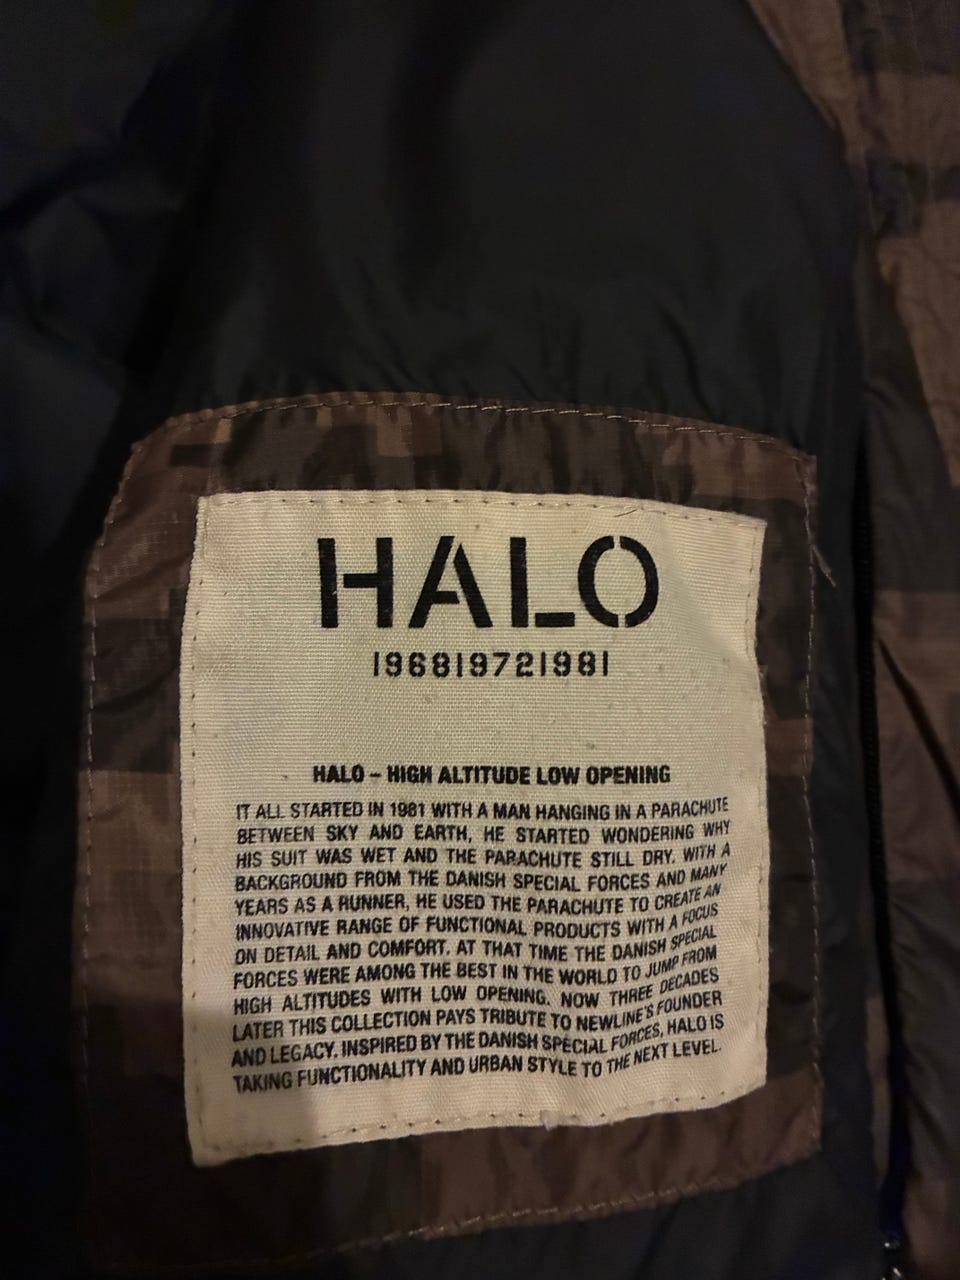 HALO
196819721981
HALO – HIGH ALTITUDE LOW OPENING
IT ALL STARTED IN 1981 WITH A MAN HANGING IN A PARACHUTE
BETWEEN SKY AND EARTH, HE STARTED WONDERING WHY
HIS SUIT WAS WET AND THE PARACHUTE STILL DRY. WITH A
BACKGROUND FROM THE DANISH SPECIAL FORCES AND MANY
YEARS AS A RUNNER, HE USED THE PARACHUTE TO CREATE AN
INNOVATIVE RANGE OF FUNCTIONAL PRODUCTS WITH A FOCUS
ON DETAIL AND COMFORT. AT THAT TIME THE DANISH SPECIAL
FORCES WERE AMONG THE BEST IN THE WORLD TO JUMP FROM
HIGH ALTITUDES WITH LOW OPENING. NOW THREE DECADES
LATER THIS COLLECTION PAYS TRIBUTE TO NEWLINE'S FOUNDER
AND LEGACY. INSPIRED BY THE DANISH SPECIAL FORCES, HALO IS
TAKING FUNCTIONALITY AND URBAN STYLE TO THE NEXT LEVEL.